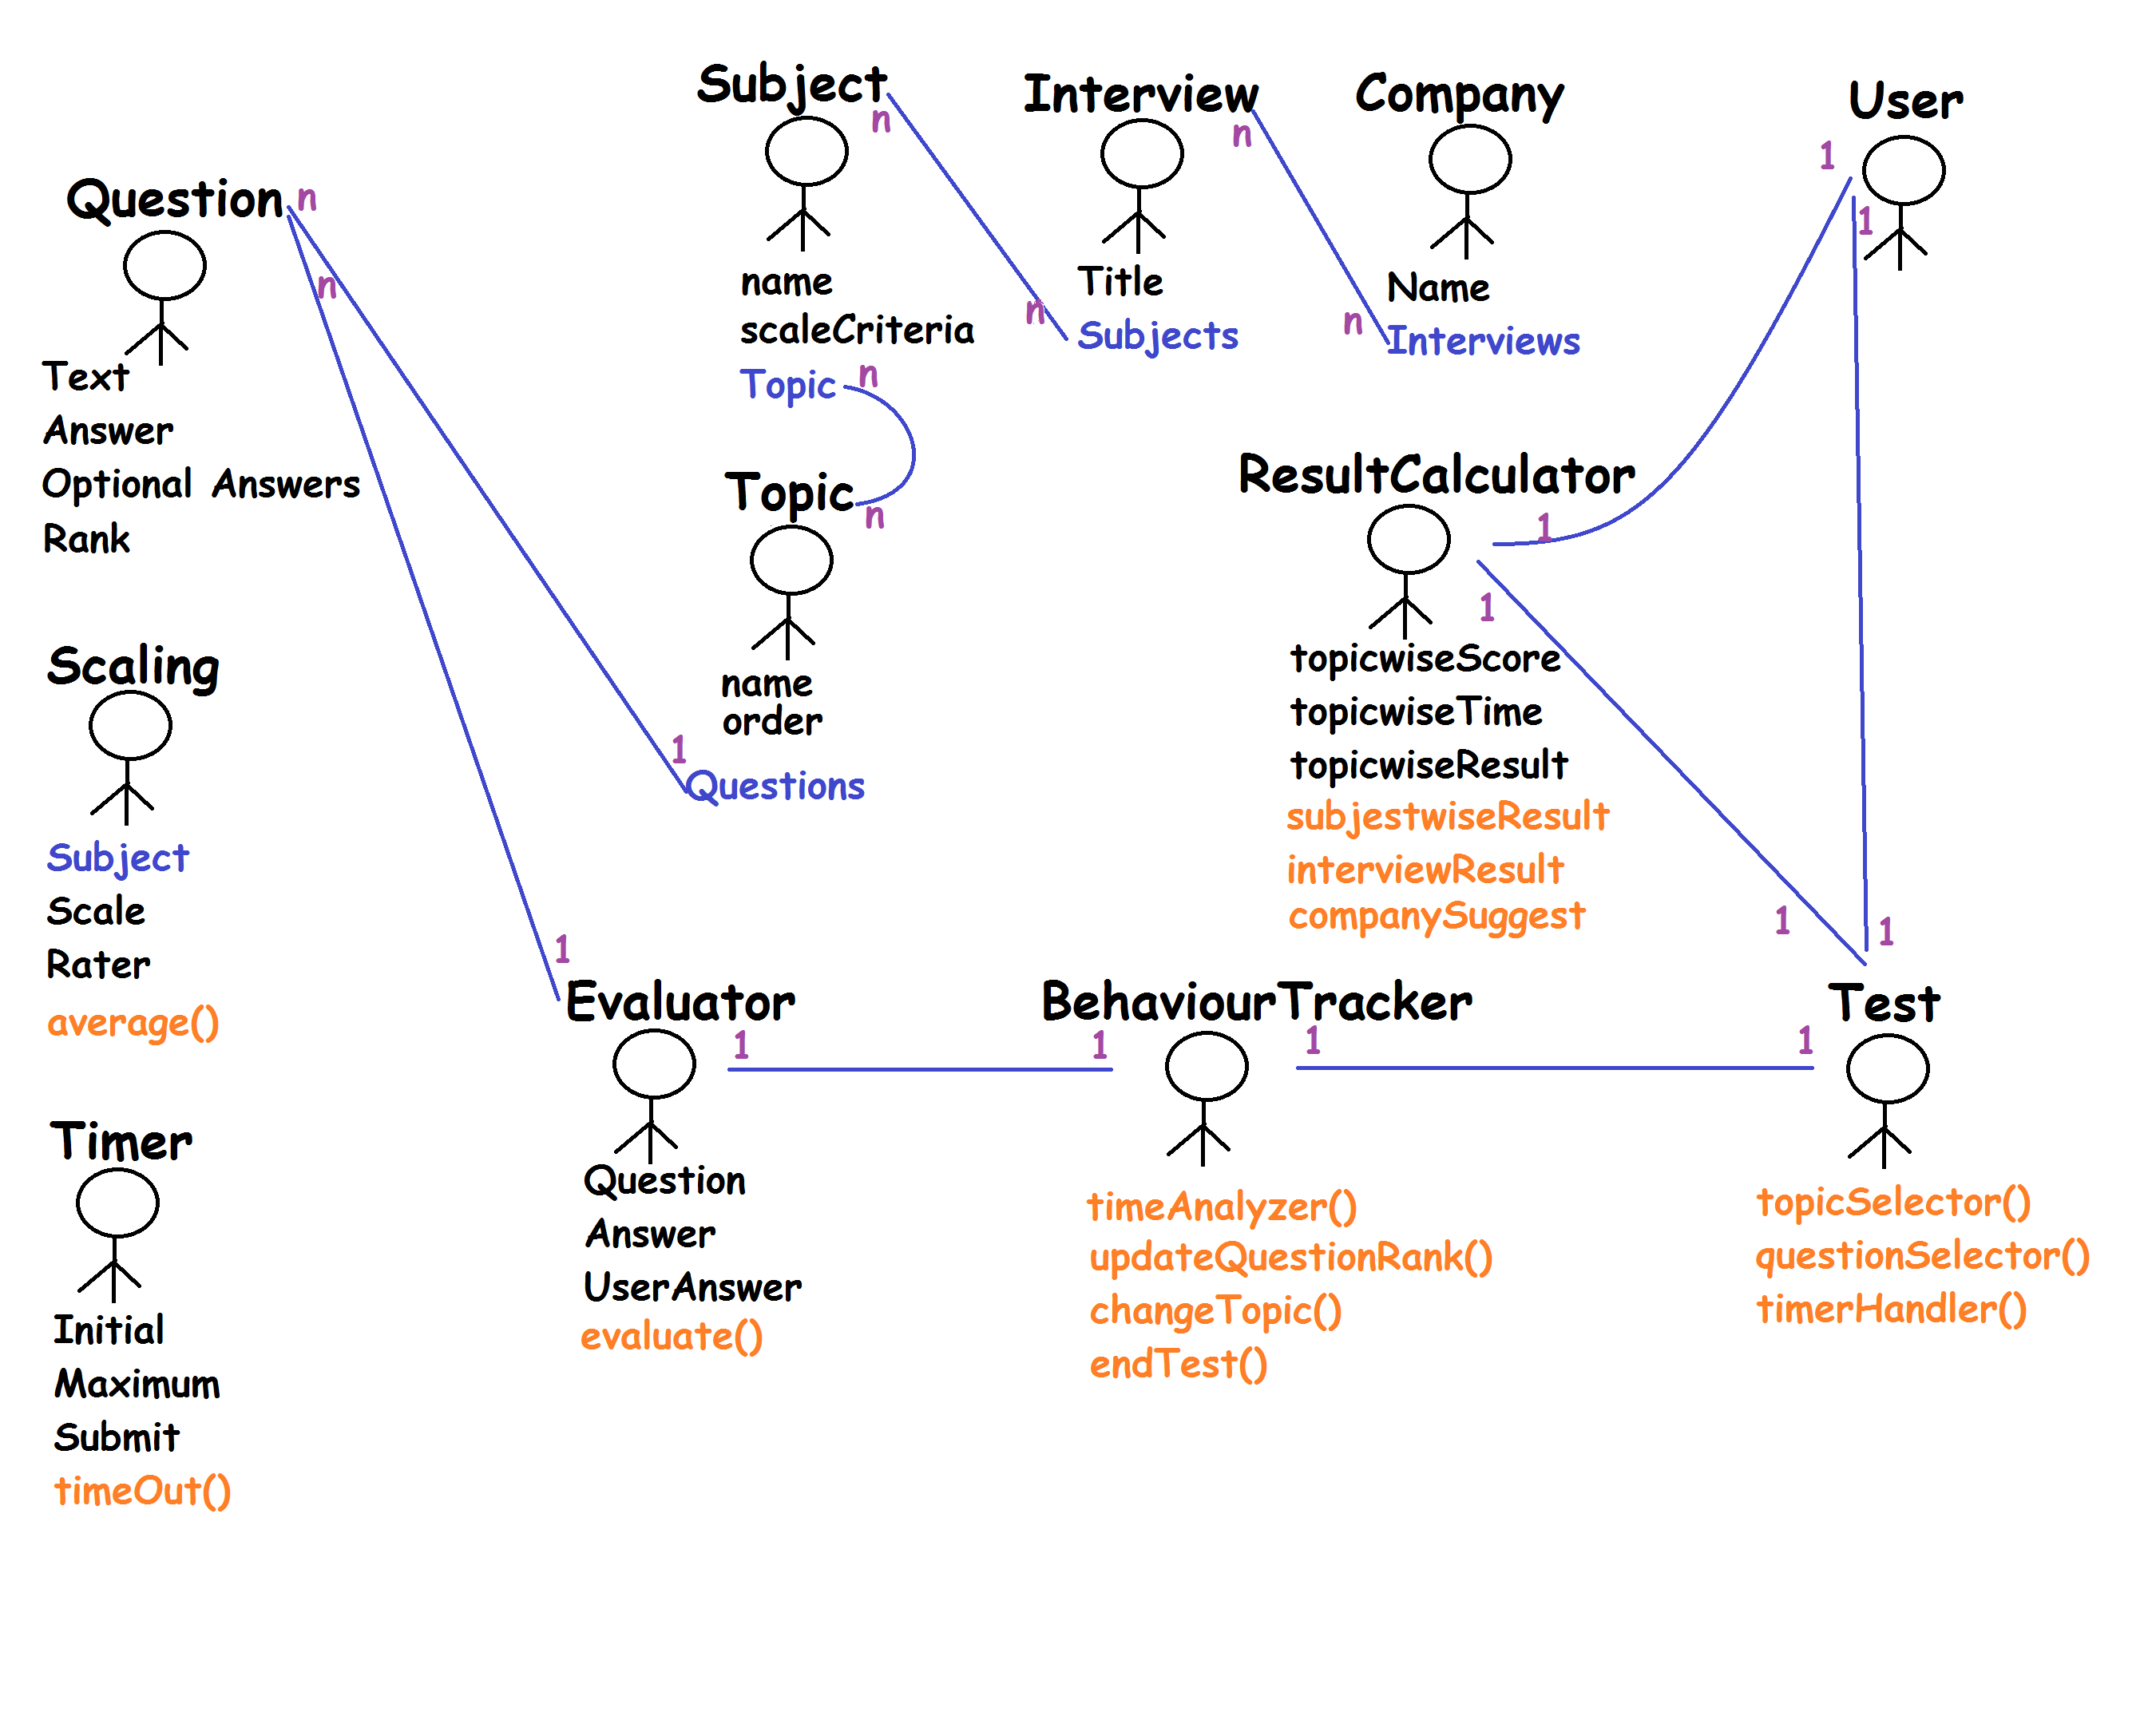 Question
n
n
Text
Answer
Optional Answers
Rank
Scaling
Subject
Scale
Rater
average()
Timer
Initial
Maximum
Submit
timeOut()
Subject
n
name
scaleCriteria
Topic
n
Topic
n
name
order
1
Questions
Interview
n
Title
n
Subjects
Company
Name
n
Interviews
User
1
1
ResultCalculator
1
1
topicwiseScore
topicwiseTime
topicwiseResult
subjestwiseResult
interviewResult
companySuggest
1
1
1
Evaluator
1
Question
Answer
UserAnswer
evaluate()
BehaviourTracker
1
1
timeAnalyzer()
updateQuestionRank()
changeTopic()
endTest()
Test
1
topicSelector()
questionSelector()
timerHandler()